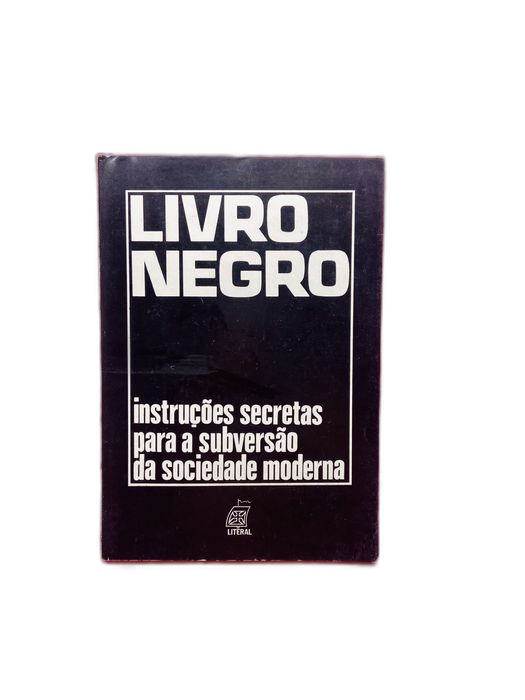 LIVRO
NEGRO
instruções secretas
para a subversão
da sociedade moderna
LITERAL